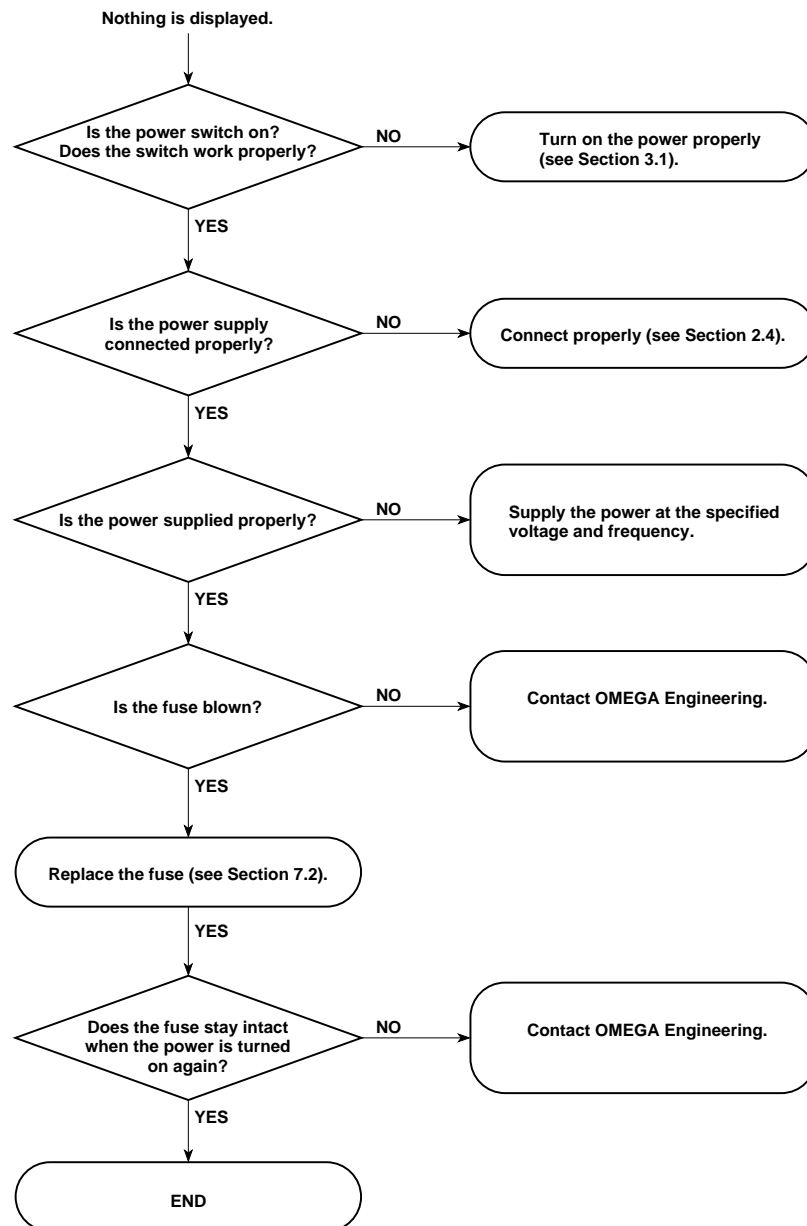 Nothing is displayed.
Is the power switch on?
Does the switch work properly?
NO
Turn on the power properly
(see Section 3.1).
YES
Is the power supply
connected properly?
NO
Connect properly (see Section 2.4).
YES
Is the power supplied properly?
NO
Supply the power at the specified
voltage and frequency.
YES
Is the fuse blown?
NO
Contact OMEGA Engineering.
YES
Replace the fuse (see Section 7.2).
YES
Does the fuse stay intact
when the power is turned
on again?
NO
Contact OMEGA Engineering.
YES
END